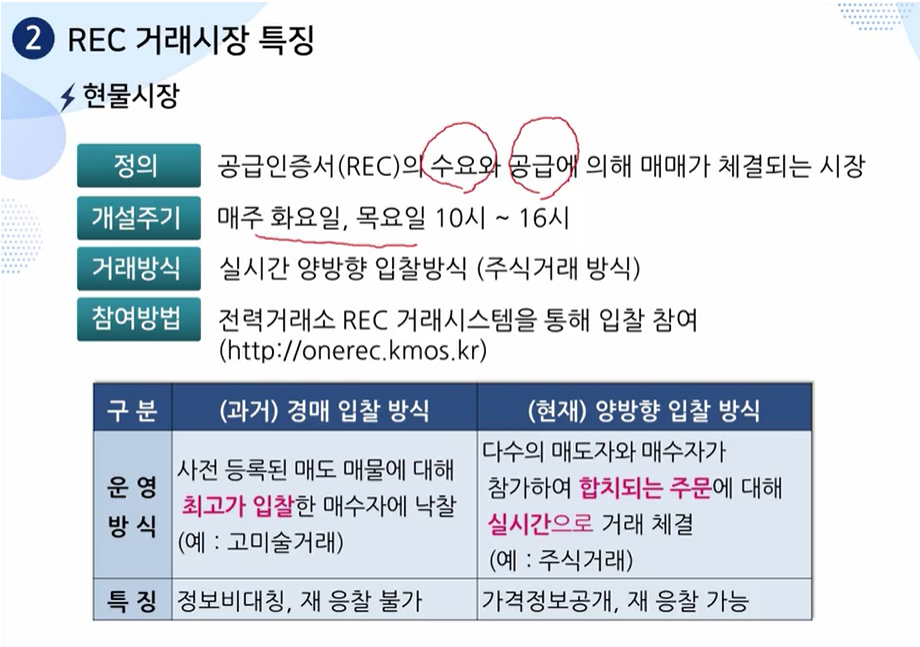 2 REC 거래시장 특징
현물시장
정의 공급인증서(REC)의 수요와 공급에 의해 매매가 체결되는 시장
개설주기 매주 화요일, 목요일 10시 ~ 16시
거래방식 실시간 양방향 입찰방식 (주식거래 방식)
참여방법 전력거래소 REC 거래시스템을 통해 입찰 참여
(http://onerec.kmos.kr)
구 분 (과거) 경매 입찰 방식 (현재) 양방향 입찰 방식
운 영
방 식
사전 등록된 매도 매물에 대해
최고가 입찰한 매수자에 낙찰
(예 : 고미술거래)
다수의 매도자와 매수자가
참가하여 합치되는 주문에 대해
실시간으로 거래 체결
(예 : 주식거래)
특 징 정보비대칭, 재 응찰 불가 가격정보공개, 재 응찰 가능